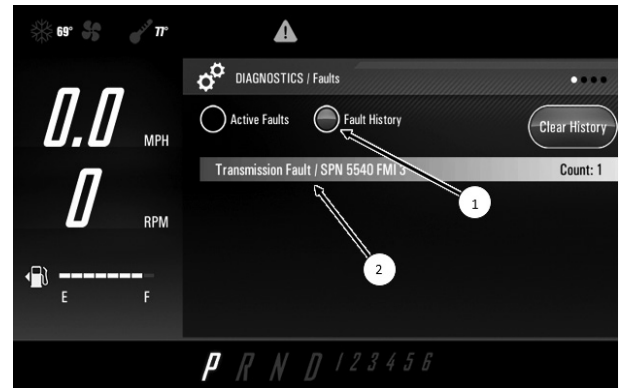 69° 77°
DIAGNOSTICS / Faults
Active Faults Fault History Clear History
0.0 MPH
Transmission Fault / SPN 5540 FMI 3 Count: 1
1
0 RPM
2
E F
P R N D 1 2 3 4 5 6